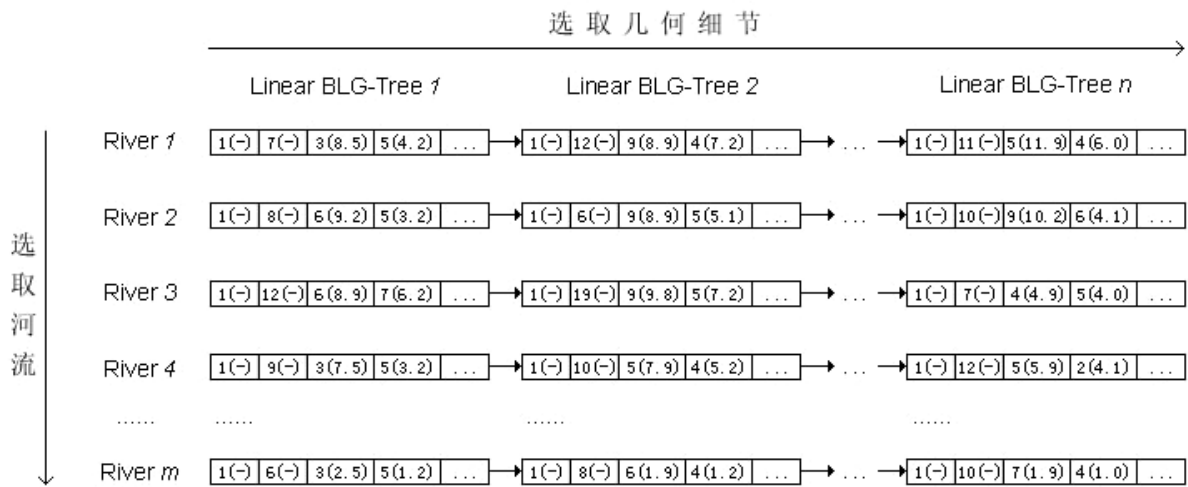 选取几何细节
Linear BLG-Tree 1 Linear BLG-Tree 2 Linear BLG-Tree n
River 1 1(-) 7(-) 3(8.5) 5(4.2) ... 1(-) 12(-) 9(8.9) 4(7.2) ... ... 1(-) 11(-) 5(11.9) 4(6.0) ...
River 2 1(-) 8(-) 6(9.2) 5(3.2) ... 1(-) 6(-) 9(8.9) 5(5.1) ... ... 1(-) 10(-) 9(10.2) 6(4.1) ...
River 3 1(-) 12(-) 6(8.9) 7(6.2) ... 1(-) 19(-) 9(9.8) 5(7.2) ... ... 1(-) 7(-) 4(4.9) 5(4.0) ...
River 4 1(-) 9(-) 3(7.5) 5(3.2) ... 1(-) 10(-) 5(7.9) 4(5.2) ... ... 1(-) 12(-) 5(5.9) 2(4.1) ...
...... ...... ...... ......
River m 1(-) 6(-) 3(2.5) 5(1.2) ... 1(-) 8(-) 6(1.9) 4(1.2) ... ... 1(-) 10(-) 7(1.9) 4(1.0) ...
选取河流